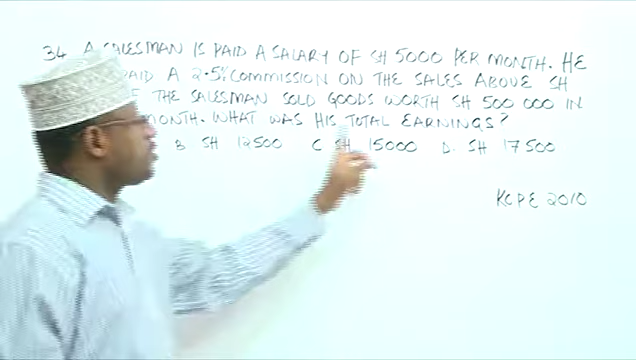 34 A SALESMAN IS PAID A SALARY OF SH 5000 PER MONTH. HE
PAID A 2.5% COMMISSION ON THE SALES ABOVE SH
THE SALESMAN SOLD GOODS WORTH SH 500 000 IN
MONTH. WHAT WAS HIS TOTAL EARNINGS?
B SH 12500 C SH 15000 D. SH 17500
KCPE 2010